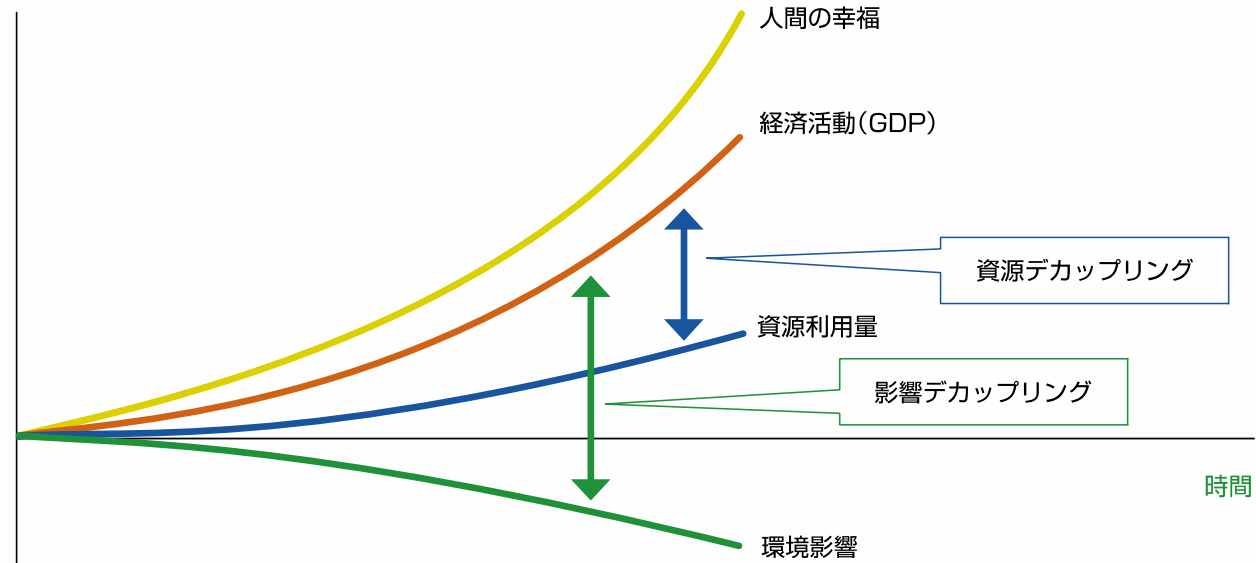 人間の幸福
経済活動(GDP)
資源デカップリング
資源利用量
影響デカップリング
時間
環境影響